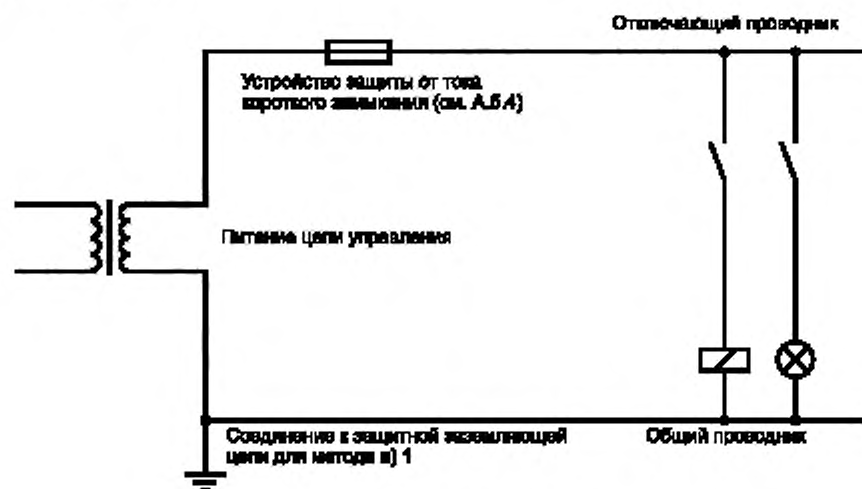 Отключающий проводник
Устройство защиты от тока
короткого замыкания (см. А.6.4)
Питание цепи управления
Соединение к защитной заземляющей
цепи для метода а) 1
Общий проводник